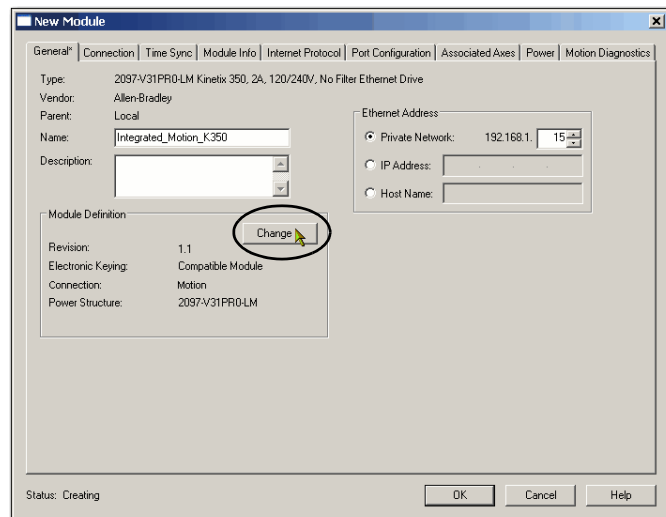 New Module
General* Connection Time Sync Module Info Internet Protocol Port Configuration Associated Axes Power Motion Diagnostics
Type: 2097-V31PR0-LM Kinetix 350, 2A, 120/240V, No Filter Ethernet Drive
Vendor: Allen-Bradley
Parent: Local
Name: Integrated_Motion_K350
Description:
Ethernet Address
Private Network: 192.168.1. 15
IP Address:
Host Name:
Module Definition
Change
Revision: 1.1
Electronic Keying: Compatible Module
Connection: Motion
Power Structure: 2097-V31PR0-LM
Status: Creating
OK Cancel Help